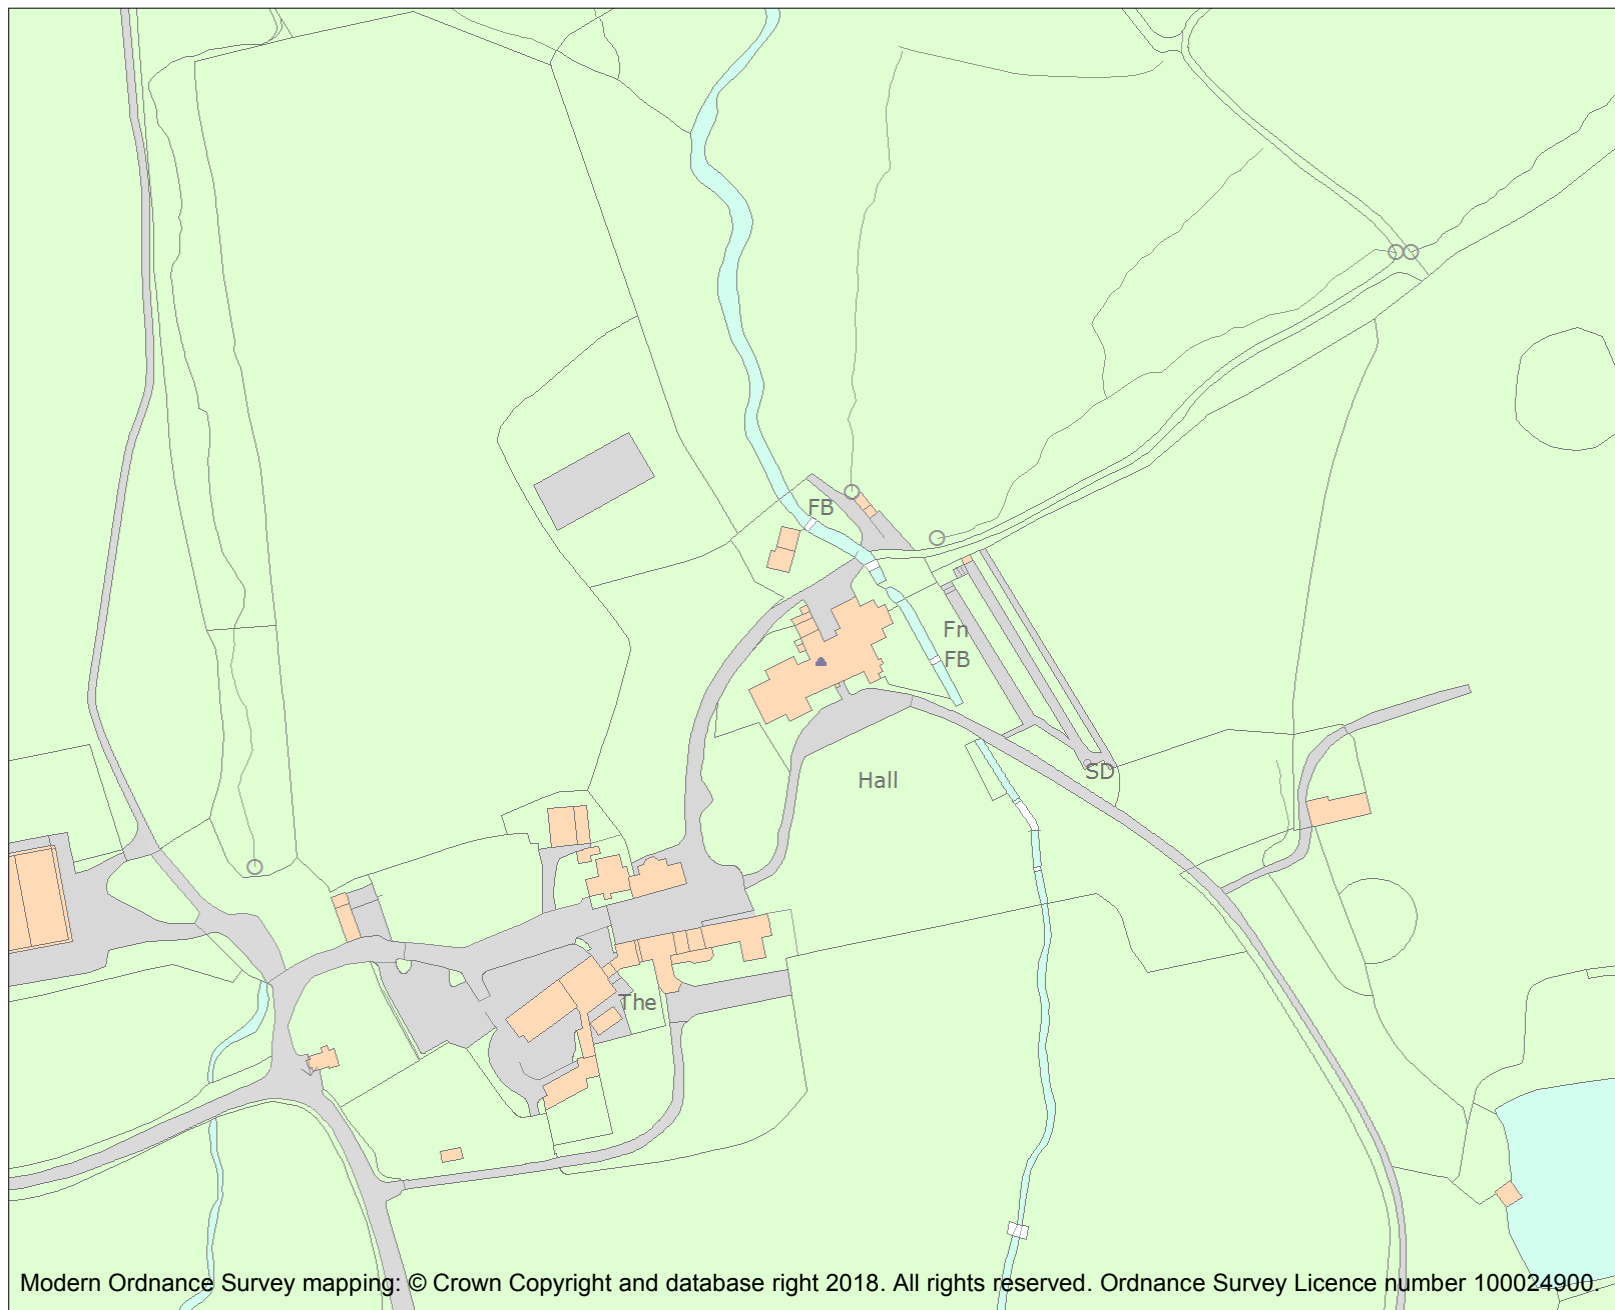 FB
Fn
FB
SD
Hall
The
Modern Ordnance Survey mapping: © Crown Copyright and database right 2018. All rights reserved. Ordnance Survey Licence number 100024900.